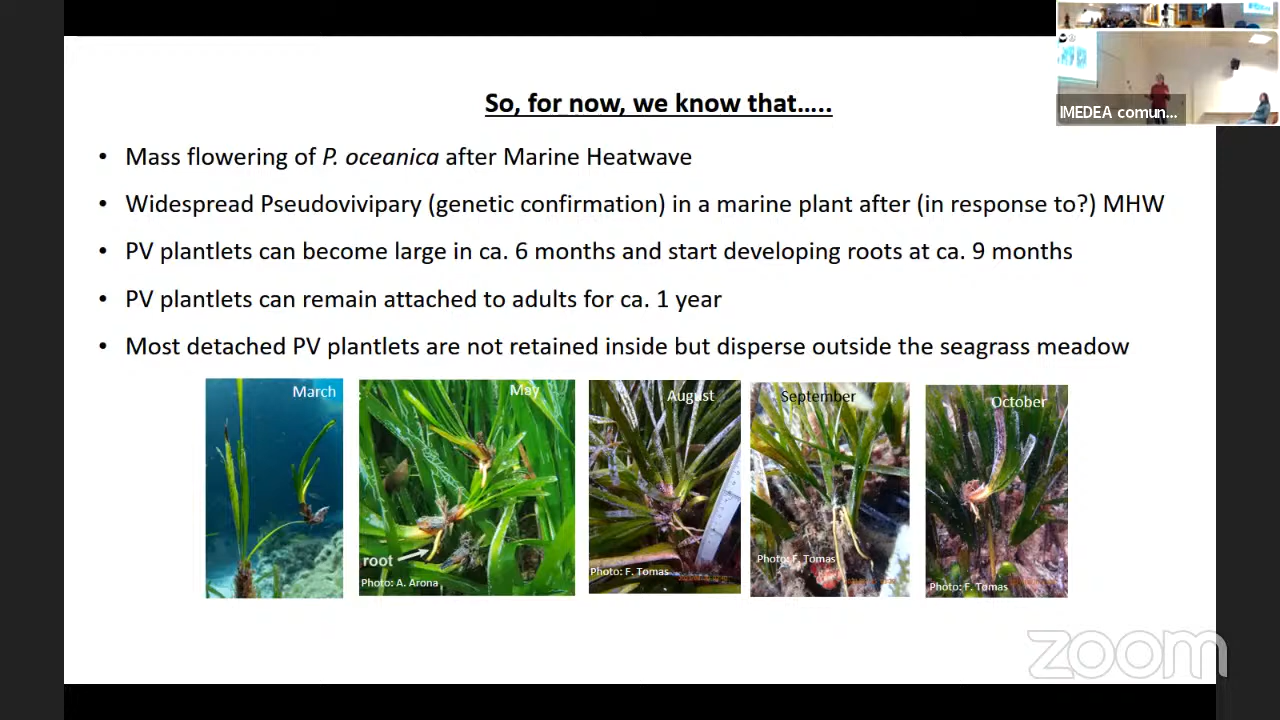 So, for now, we know that…..
• Mass flowering of P. oceanica after Marine Heatwave
• Widespread Pseudovivipary (genetic confirmation) in a marine plant after (in response to?) MHW
• PV plantlets can become large in ca. 6 months and start developing roots at ca. 9 months
• PV plantlets can remain attached to adults for ca. 1 year
• Most detached PV plantlets are not retained inside but disperse outside the seagrass meadow
March
May
root
Photo: A. Arona
August
Photo: F. Tomas
September
Photo: F. Tomas
October
Photo: F. Tomas
IMEDEA comun...
zoom